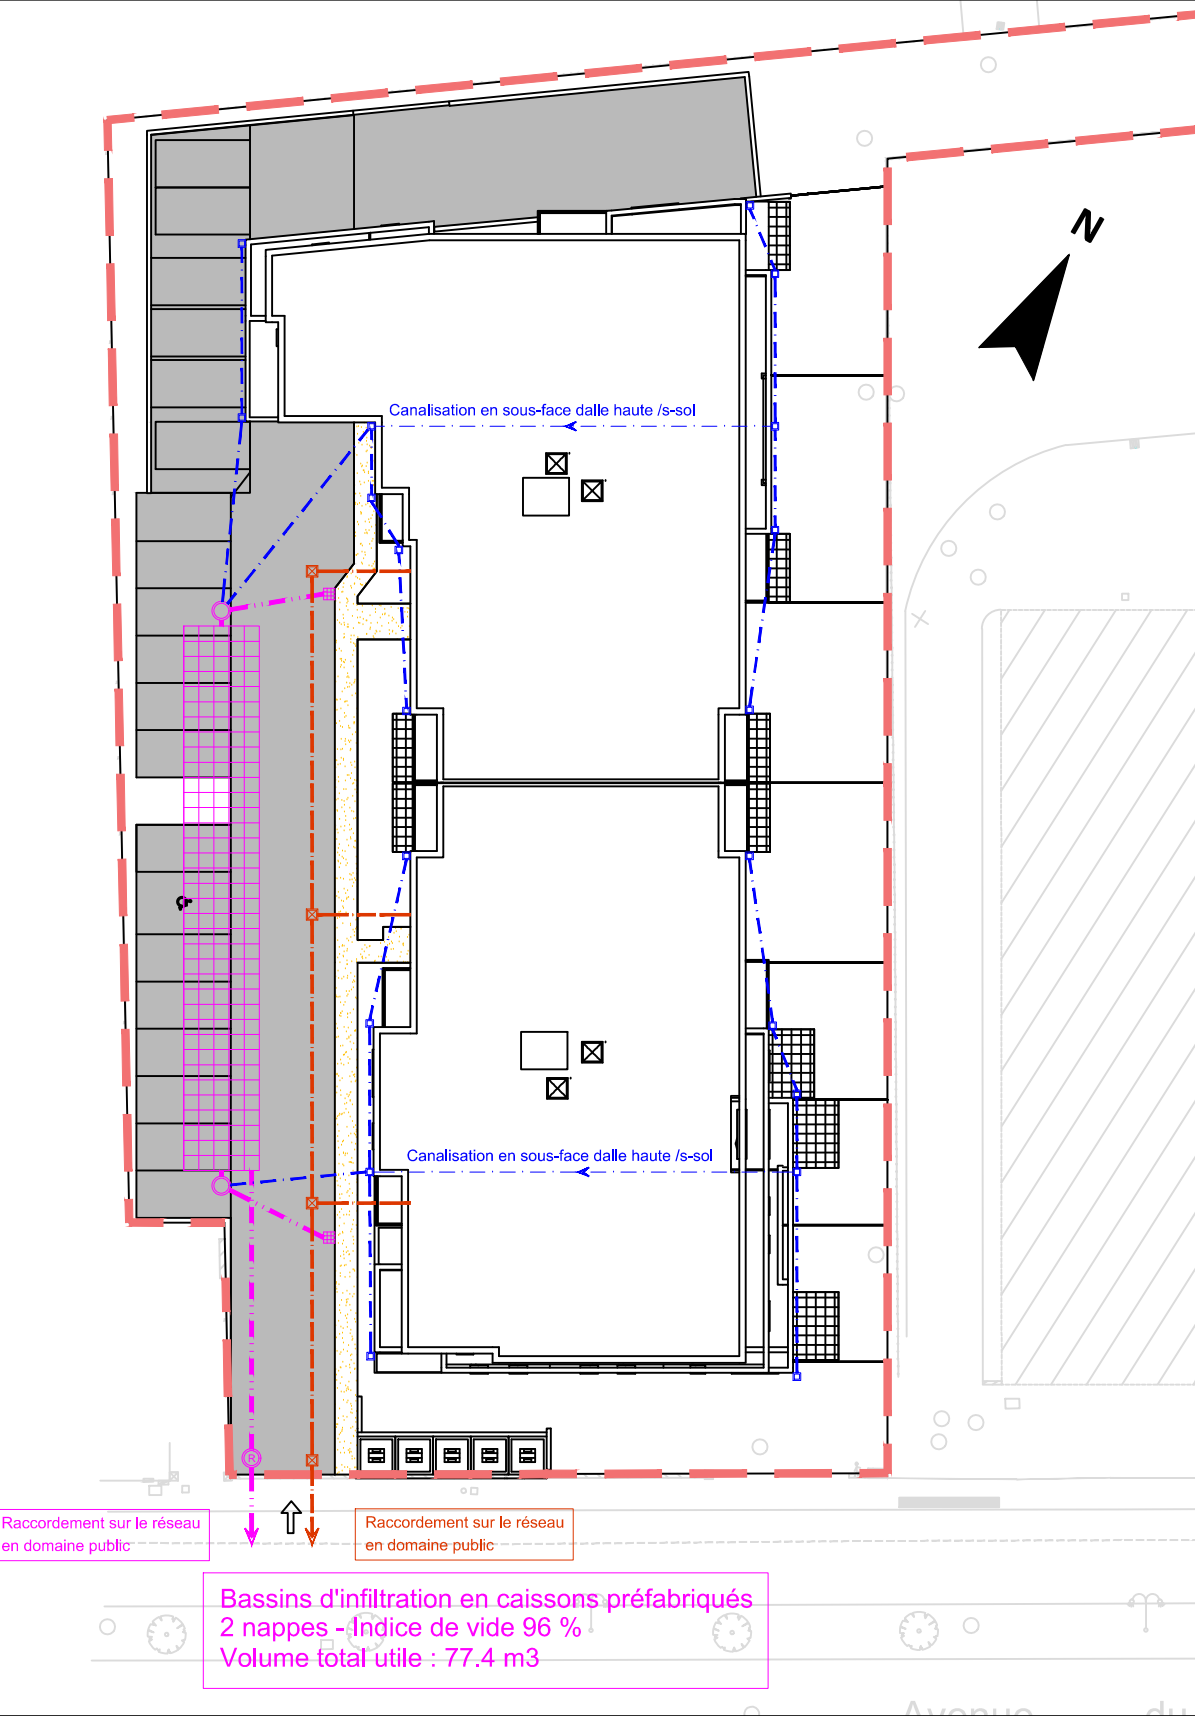 N
Canalisation en sous-face dalle haute /s-sol
Canalisation en sous-face dalle haute /s-sol
R
Raccordement sur le réseau
en domaine public
Raccordement sur le réseau
en domaine public
Bassins d'infiltration en caissons préfabriqués
2 nappes - Indice de vide 96 %
Volume total utile : 77.4 m3
Avenue du